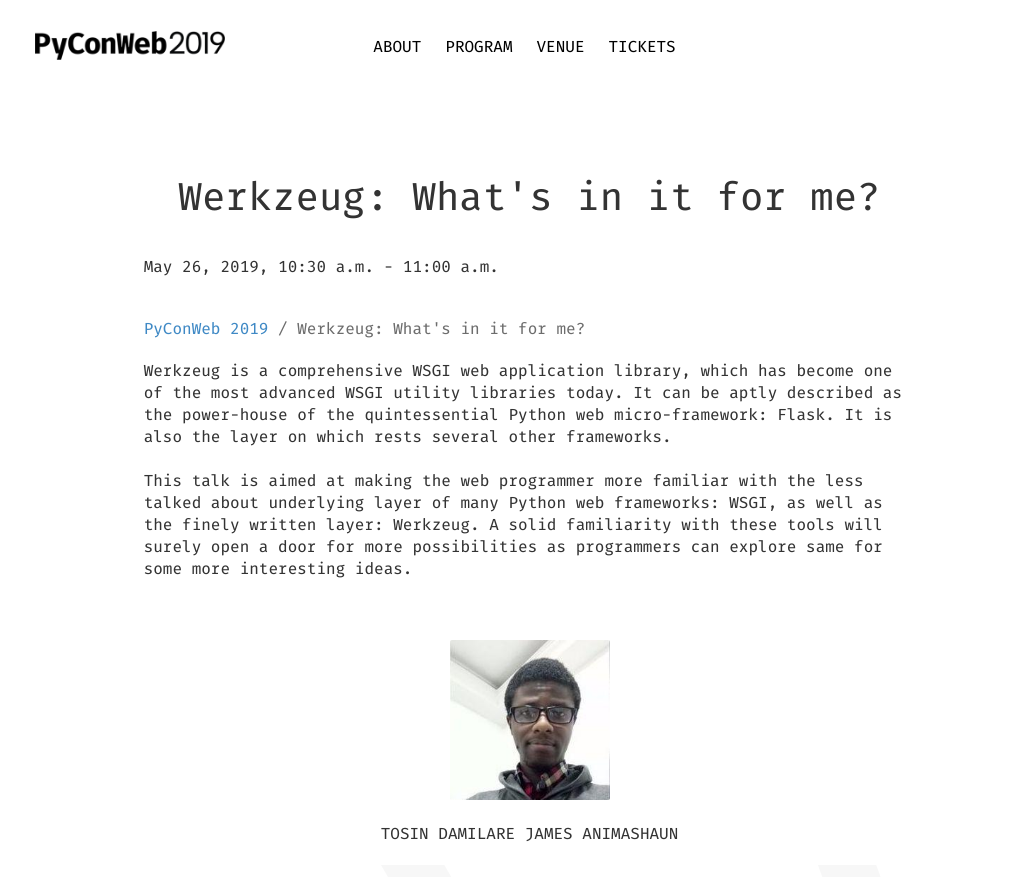 PyConWeb2019
ABOUT PROGRAM VENUE TICKETS
Werkzeug: What's in it for me?
May 26, 2019, 10:30 a.m. - 11:00 a.m.
PyConWeb 2019 / Werkzeug: What's in it for me?
Werkzeug is a comprehensive WSGI web application library, which has become one
of the most advanced WSGI utility libraries today. It can be aptly described as
the power-house of the quintessential Python web micro-framework: Flask. It is
also the layer on which rests several other frameworks.
This talk is aimed at making the web programmer more familiar with the less
talked about underlying layer of many Python web frameworks: WSGI, as well as
the finely written layer: Werkzeug. A solid familiarity with these tools will
surely open a door for more possibilities as programmers can explore same for
some more interesting ideas.
TOSIN DAMILARE JAMES ANIMASHAUN